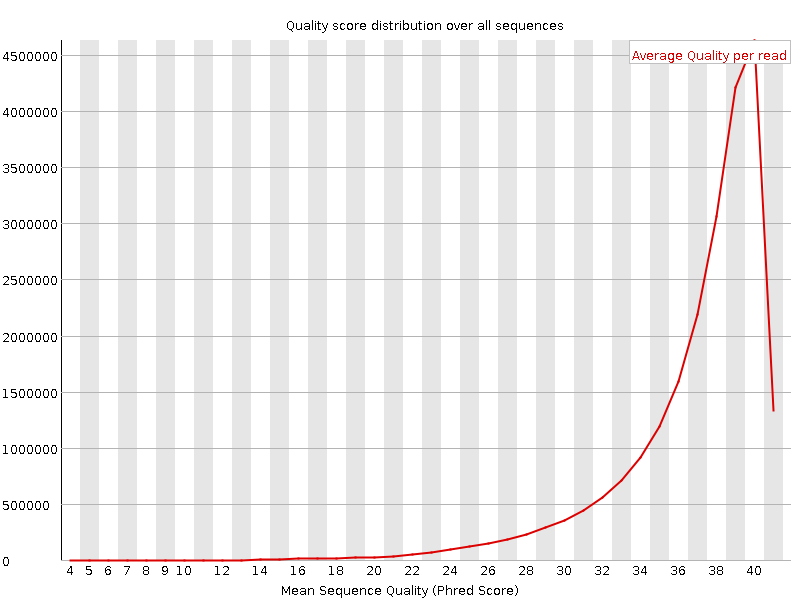 Quality score distribution over all sequences
Average Quality per read
4500000
4000000
3500000
3000000
2500000
2000000
1500000
1000000
500000
0
4 5 6 7 8 9 10 12 14 16 18 20 22 24 26 28 30 32 34 36 38 40
Mean Sequence Quality (Phred Score)